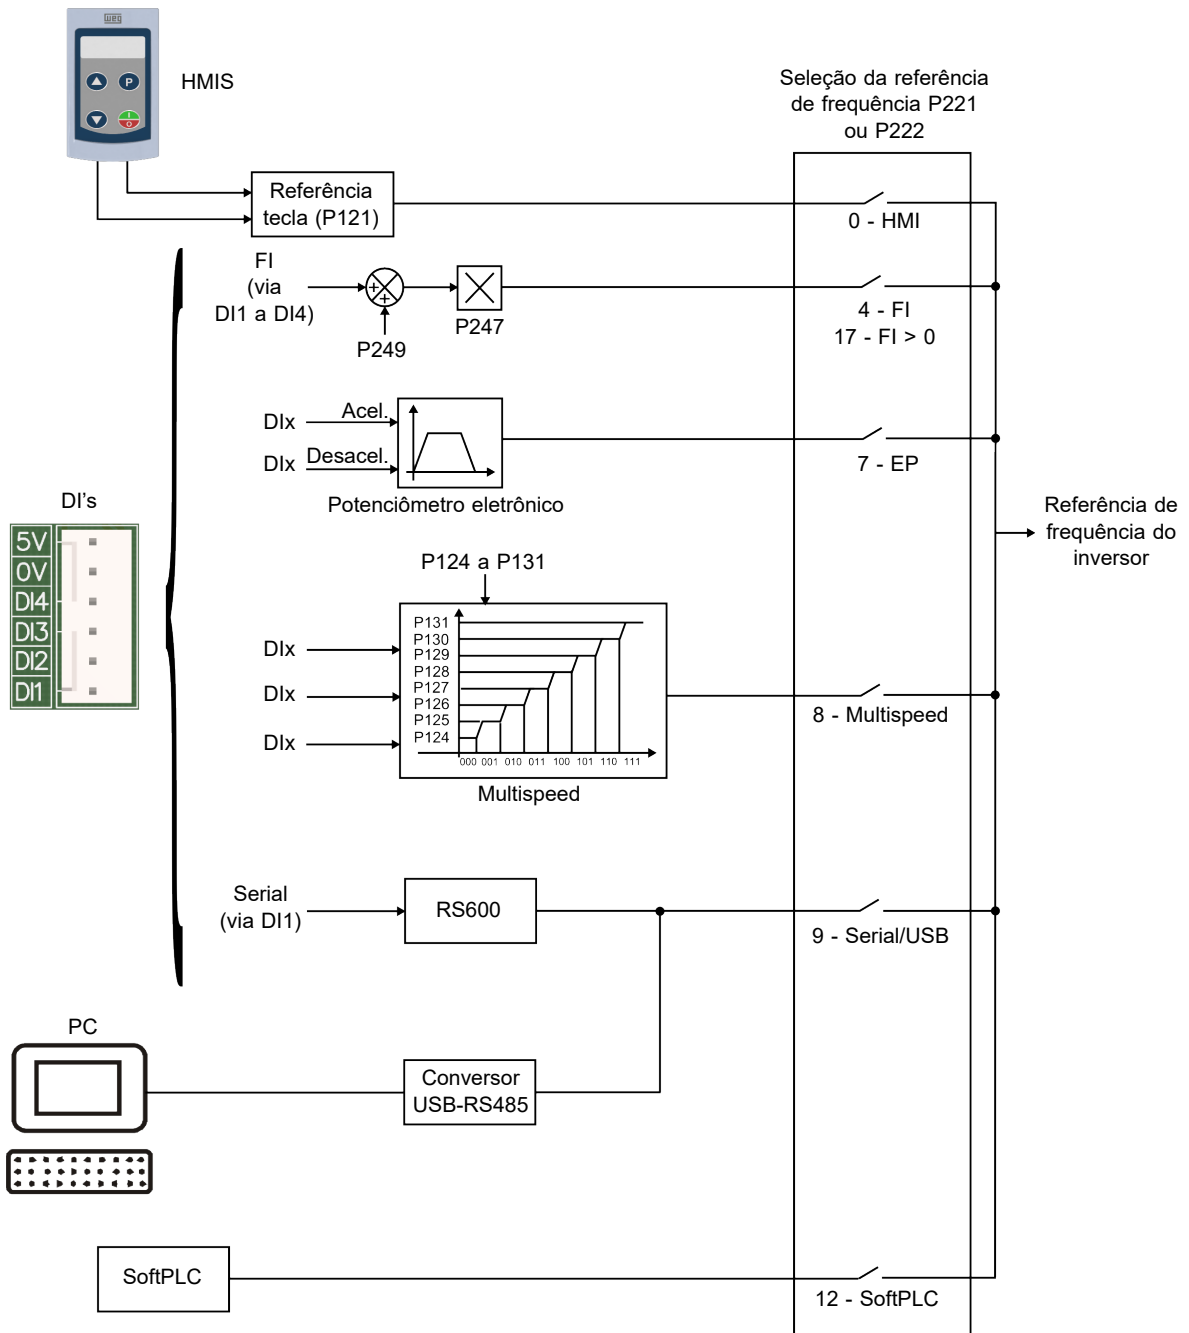 weg
P
I
O
HMIS
Seleção da referência
de frequência P221
ou P222
Referência
tecla (P121)
0 - HMI
FI
(via
DI1 a DI4)
+
+
P249
P247
4 - FI
17 - FI > 0
DIx
Acel.
DIx
Desacel.
Potenciômetro eletrônico
7 - EP
DI's
5V
0V
DI4
DI3
DI2
DI1
Referência de
frequência do
inversor
P124 a P131
DIx
DIx
DIx
P131
P130
P129
P128
P127
P126
P125
P124
000 001 010 011 100 101 110 111
Multispeed
8 - Multispeed
Serial
(via DI1)
RS600
9 - Serial/USB
PC
Conversor
USB-RS485
SoftPLC
12 - SoftPLC